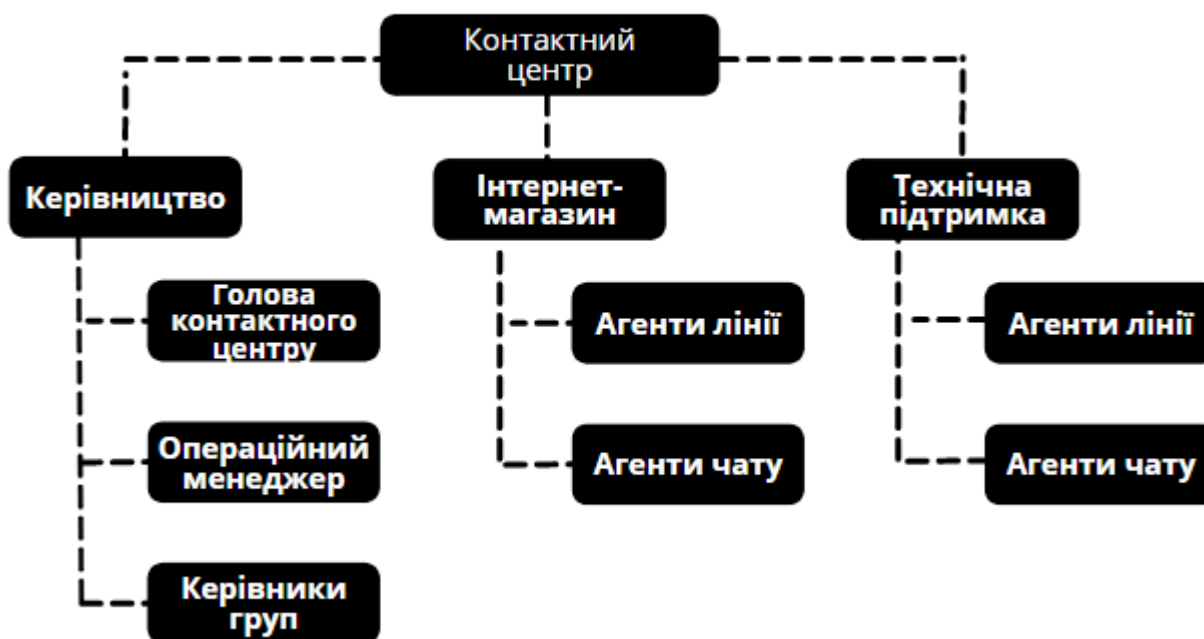 Контактний
центр
Керівництво
Інтернет-
магазин
Технічна
підтримка
Голова
контактного
центру
Агенти лінії
Агенти лінії
Операційний
менеджер
Агенти чату
Агенти чату
Керівники
груп